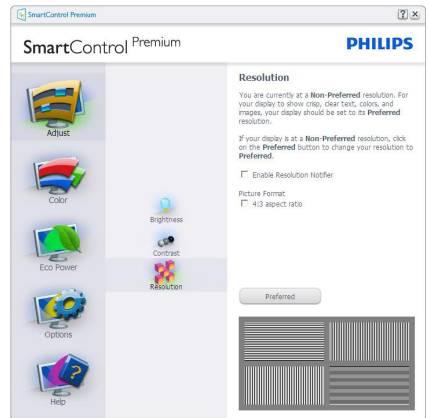 SmartControl Premium
? ×
SmartControl Premium
PHILIPS
Adjust
Color
Eco Power
Options
Help
Brightness
Contrast
Resolution
Resolution
You are currently at a Non-Preferred resolution. For
your display to show crisp, clear text, colors, and
images, your display should be set to its Preferred
resolution.
If your display is at a Non-Preferred resolution, click
on the Preferred button to change your resolution to
Preferred.
Enable Resolution Notifier
Picture Format
4:3 aspect ratio
Preferred